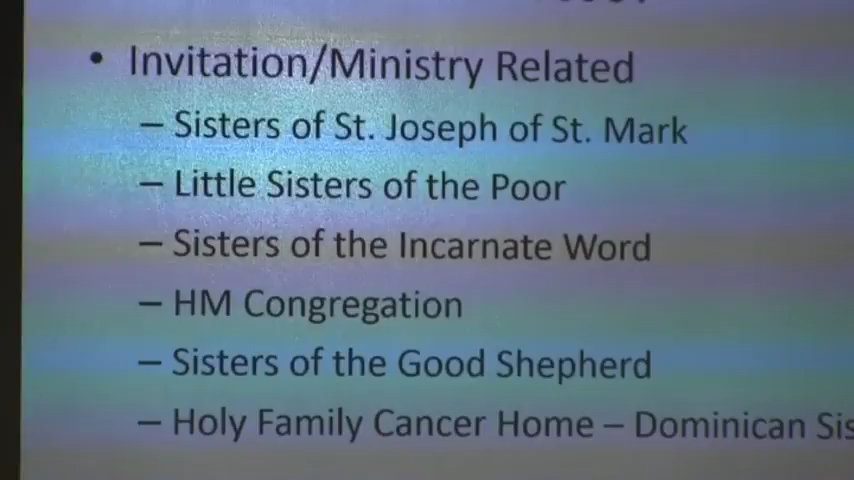 • Invitation/Ministry Related
– Sisters of St. Joseph of St. Mark
– Little Sisters of the Poor
– Sisters of the Incarnate Word
– HM Congregation
– Sisters of the Good Shepherd
– Holy Family Cancer Home – Dominican